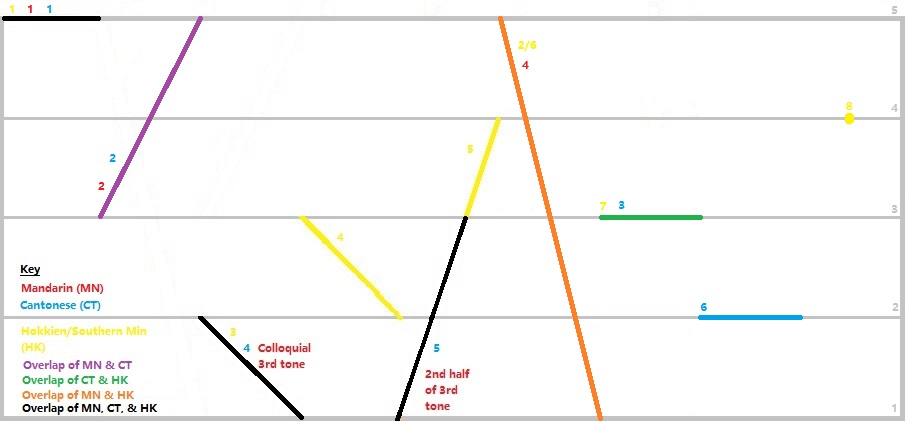 1 1 1
5
2/6
4
4
8
5
2
2
7 3
3
4
Key
Mandarin (MN)
Cantonese (CT)
Hokkien/Southern Min
(HK)
Overlap of MN & CT
Overlap of CT & HK
Overlap of MN & HK
Overlap of MN, CT, & HK
3
4
Colloquial
3rd tone
5
2nd half
of 3rd
tone
6
2
1